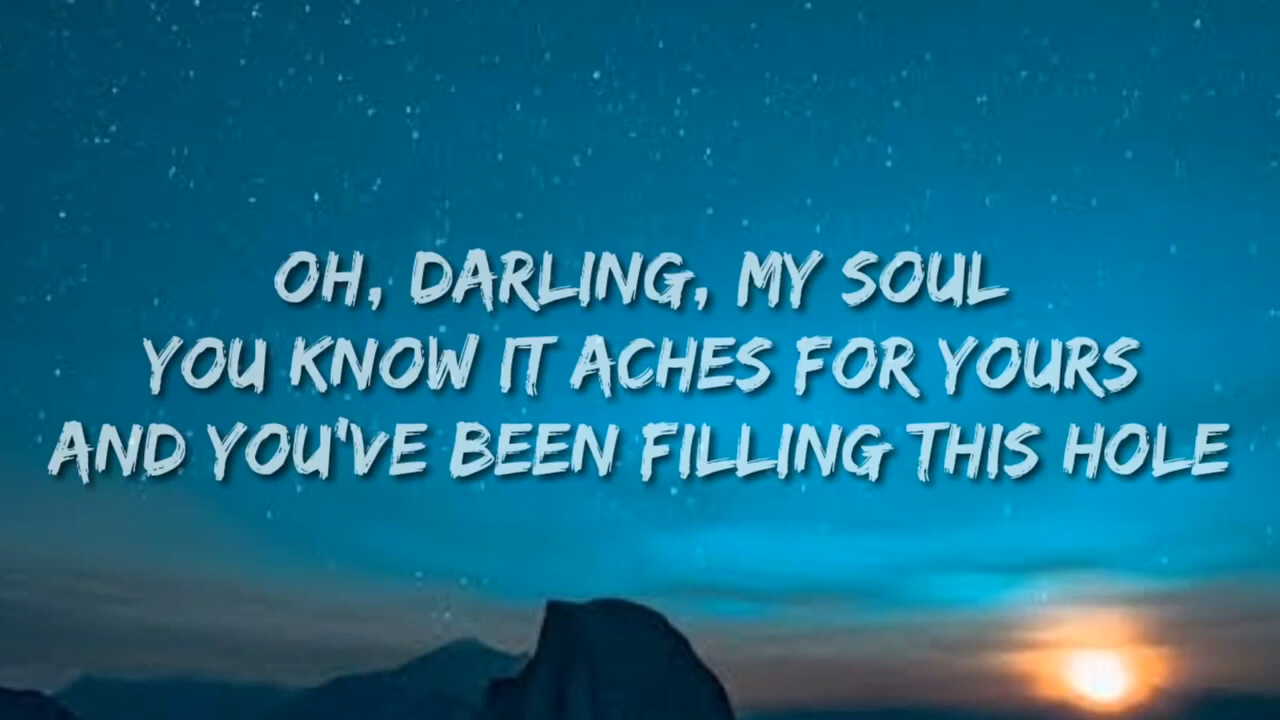 OH, DARLING, MY SOUL
YOU KNOW IT ACHES FOR YOURS
AND YOU'VE BEEN FILLING THIS HOLE